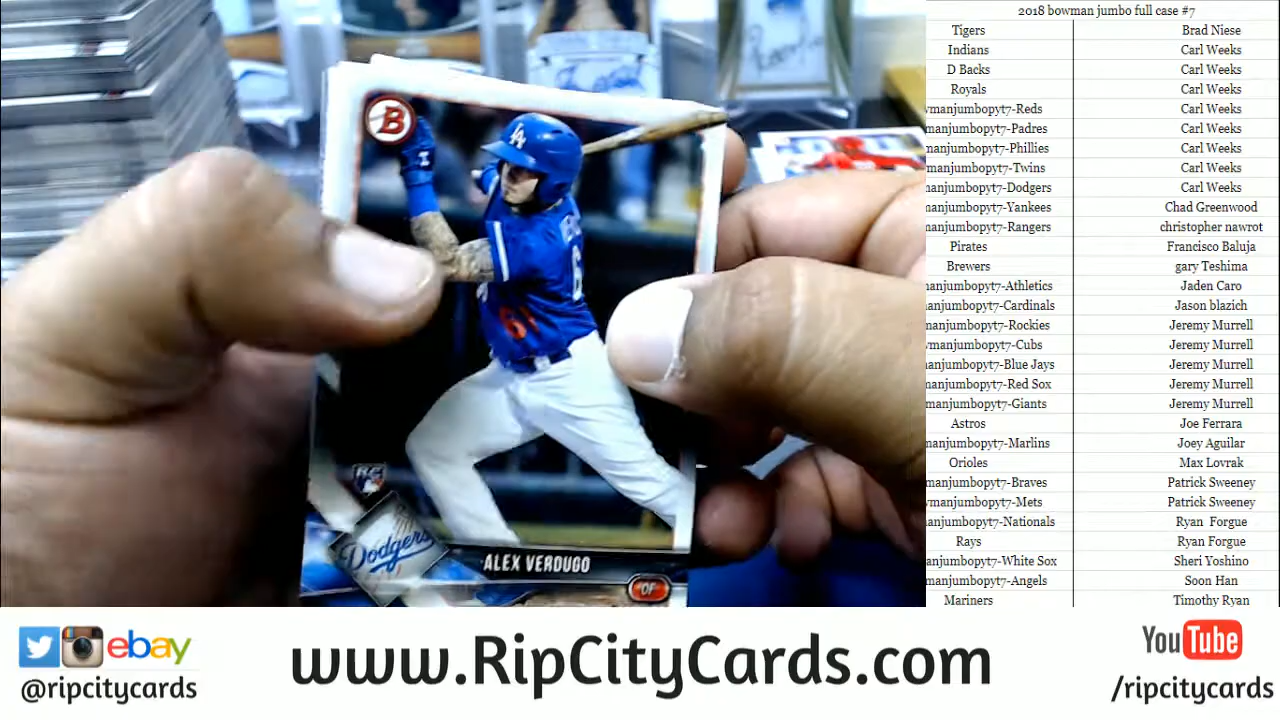 2018 bowman jumbo full case #7
Tigers Brad Niese
Indians Carl Weeks
D Backs Carl Weeks
Royals Carl Weeks
vmanjumbopyt7-Reds Carl Weeks
manjumbopyt7-Padres Carl Weeks
manjumbopyt7-Phillies Carl Weeks
manjumbopyt7-Twins Carl Weeks
manjumbopyt7-Dodgers Carl Weeks
manjumbopyt7-Yankees Chad Greenwood
manjumbopyt7-Rangers christopher nawrot
Pirates Francisco Baluja
Brewers gary Teshima
manjumbopyt7-Athletics Jaden Caro
manjumbopyt7-Cardinals Jason blazich
manjumbopyt7-Rockies Jeremy Murrell
wmanjumbopyt7-Cubs Jeremy Murrell
manjumbopyt7-Blue Jays Jeremy Murrell
manjumbopyt7-Red Sox Jeremy Murrell
manjumbopyt7-Giants Jeremy Murrell
Astros Joe Ferrara
manjumbopyt7-Marlins Joey Aguilar
Orioles Max Lovrak
manjumbopyt7-Braves Patrick Sweeney
vmanjumbopyt7-Mets Patrick Sweeney
anjumbopyt7-Nationals Ryan Forgue
Rays Ryan Forgue
manjumbopyt7-White Sox Sheri Yoshino
manjumbopyt7-Angels Soon Han
Mariners Timothy Ryan
B
LA
61
RC
Dodgers
ALEX VERDUGO
OF
ebay
@ripcitycards
www.RipCityCards.com
YouTube
/ripcitycards